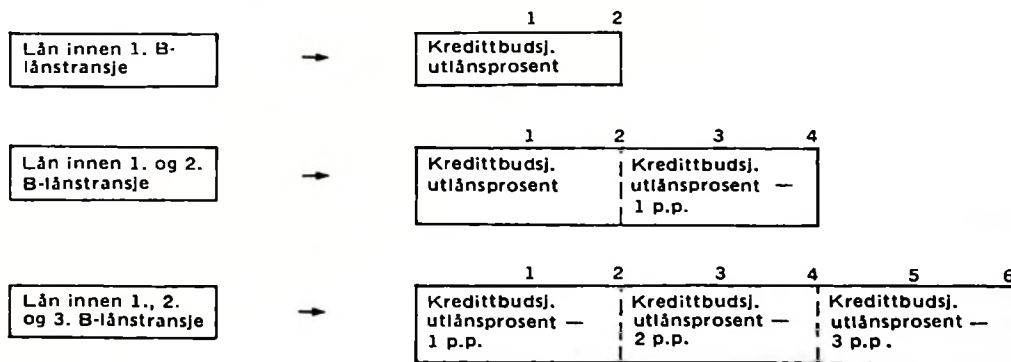 1 2
Lån innen 1. B-
lånstransje
Kredittbudsj.
utlånsprosent
1 2 3 4
Lån innen 1. og 2.
B-lånstransje
Kredittbudsj.
utlånsprosent
Kredittbudsj.
utlånsprosent —
1 p.p.
1 2 3 4 5 6
Lån innen 1., 2.
og 3. B-lånstransje
Kredittbudsj.
utlånsprosent —
1 p.p.
Kredittbudsj.
utlånsprosent —
2 p.p.
Kredittbudsj.
utlånsprosent —
3 p.p.